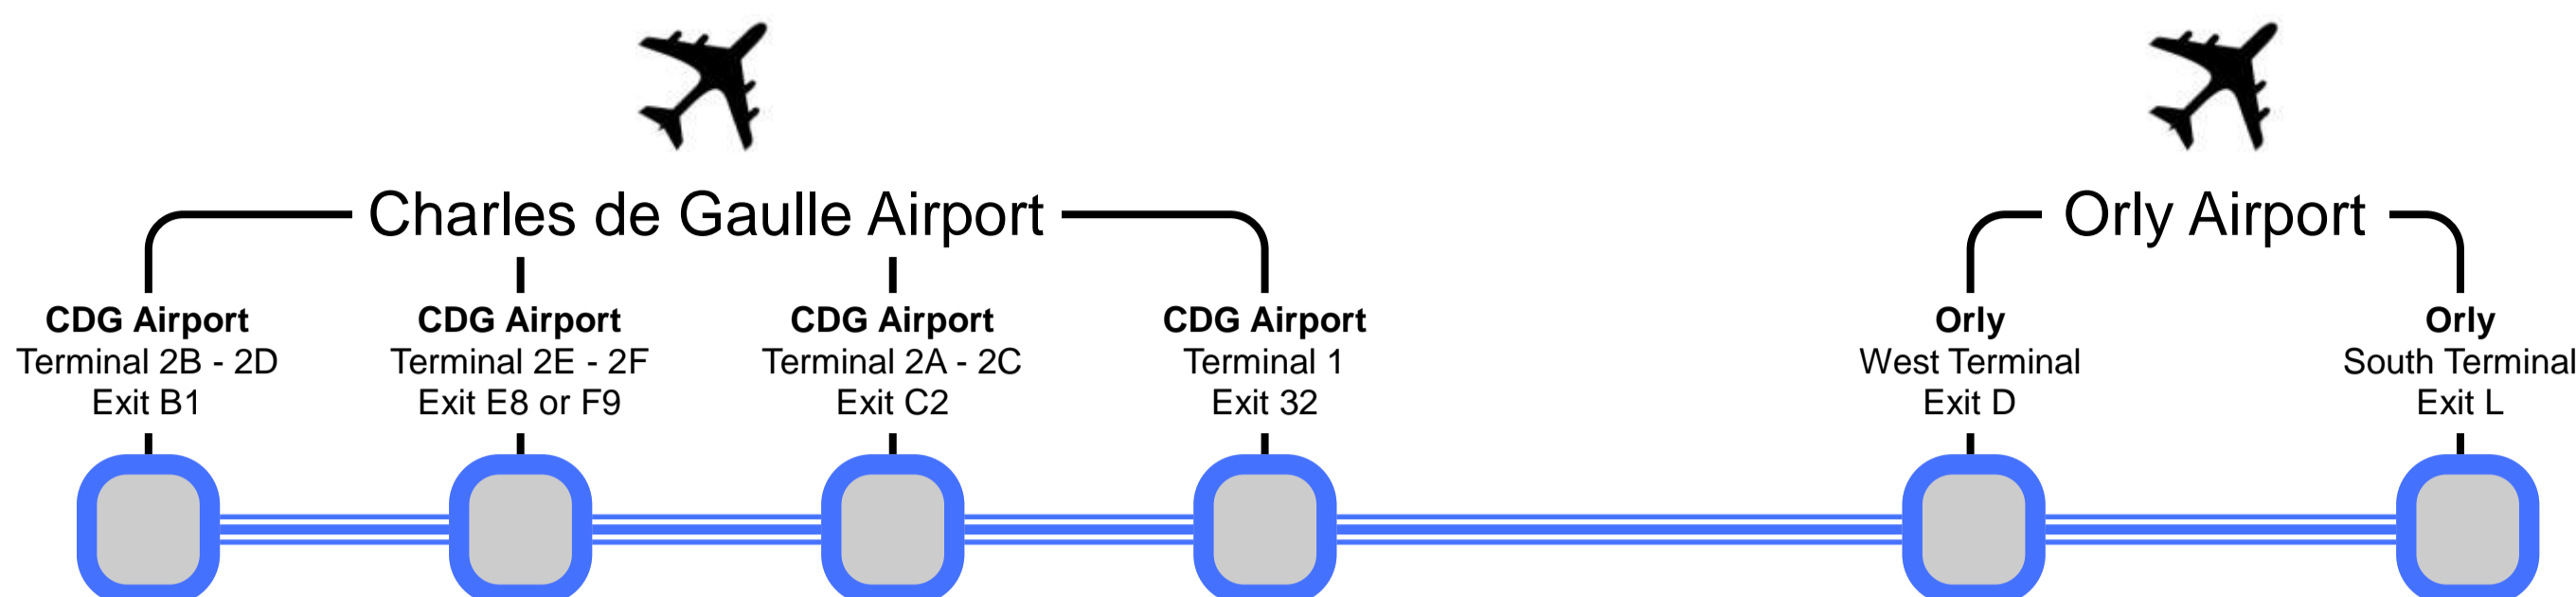 Charles de Gaulle Airport
Orly Airport
CDG Airport
Terminal 2B - 2D
Exit B1
CDG Airport
Terminal 2E - 2F
Exit E8 or F9
CDG Airport
Terminal 2A - 2C
Exit C2
CDG Airport
Terminal 1
Exit 32
Orly
West Terminal
Exit D
Orly
South Terminal
Exit L